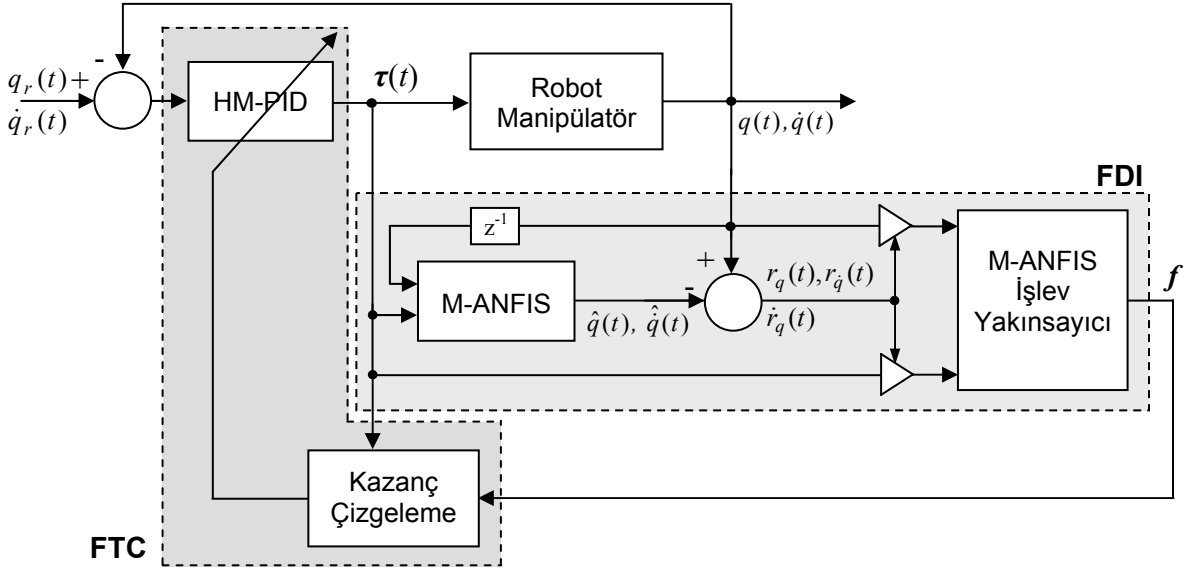 q_r(t) +
-
q̇_r(t)
HM-PID
τ(t)
Robot
Manipülatör
q(t), q̇(t)
FDI
z⁻¹
M-ANFIS
q̂(t), q̇̂(t)
+
-
r_q(t), r_q̇(t)
ṙ_q(t)
M-ANFIS
İşlev
Yakınsayıcı
f
Kazanç
Çizgeleme
FTC